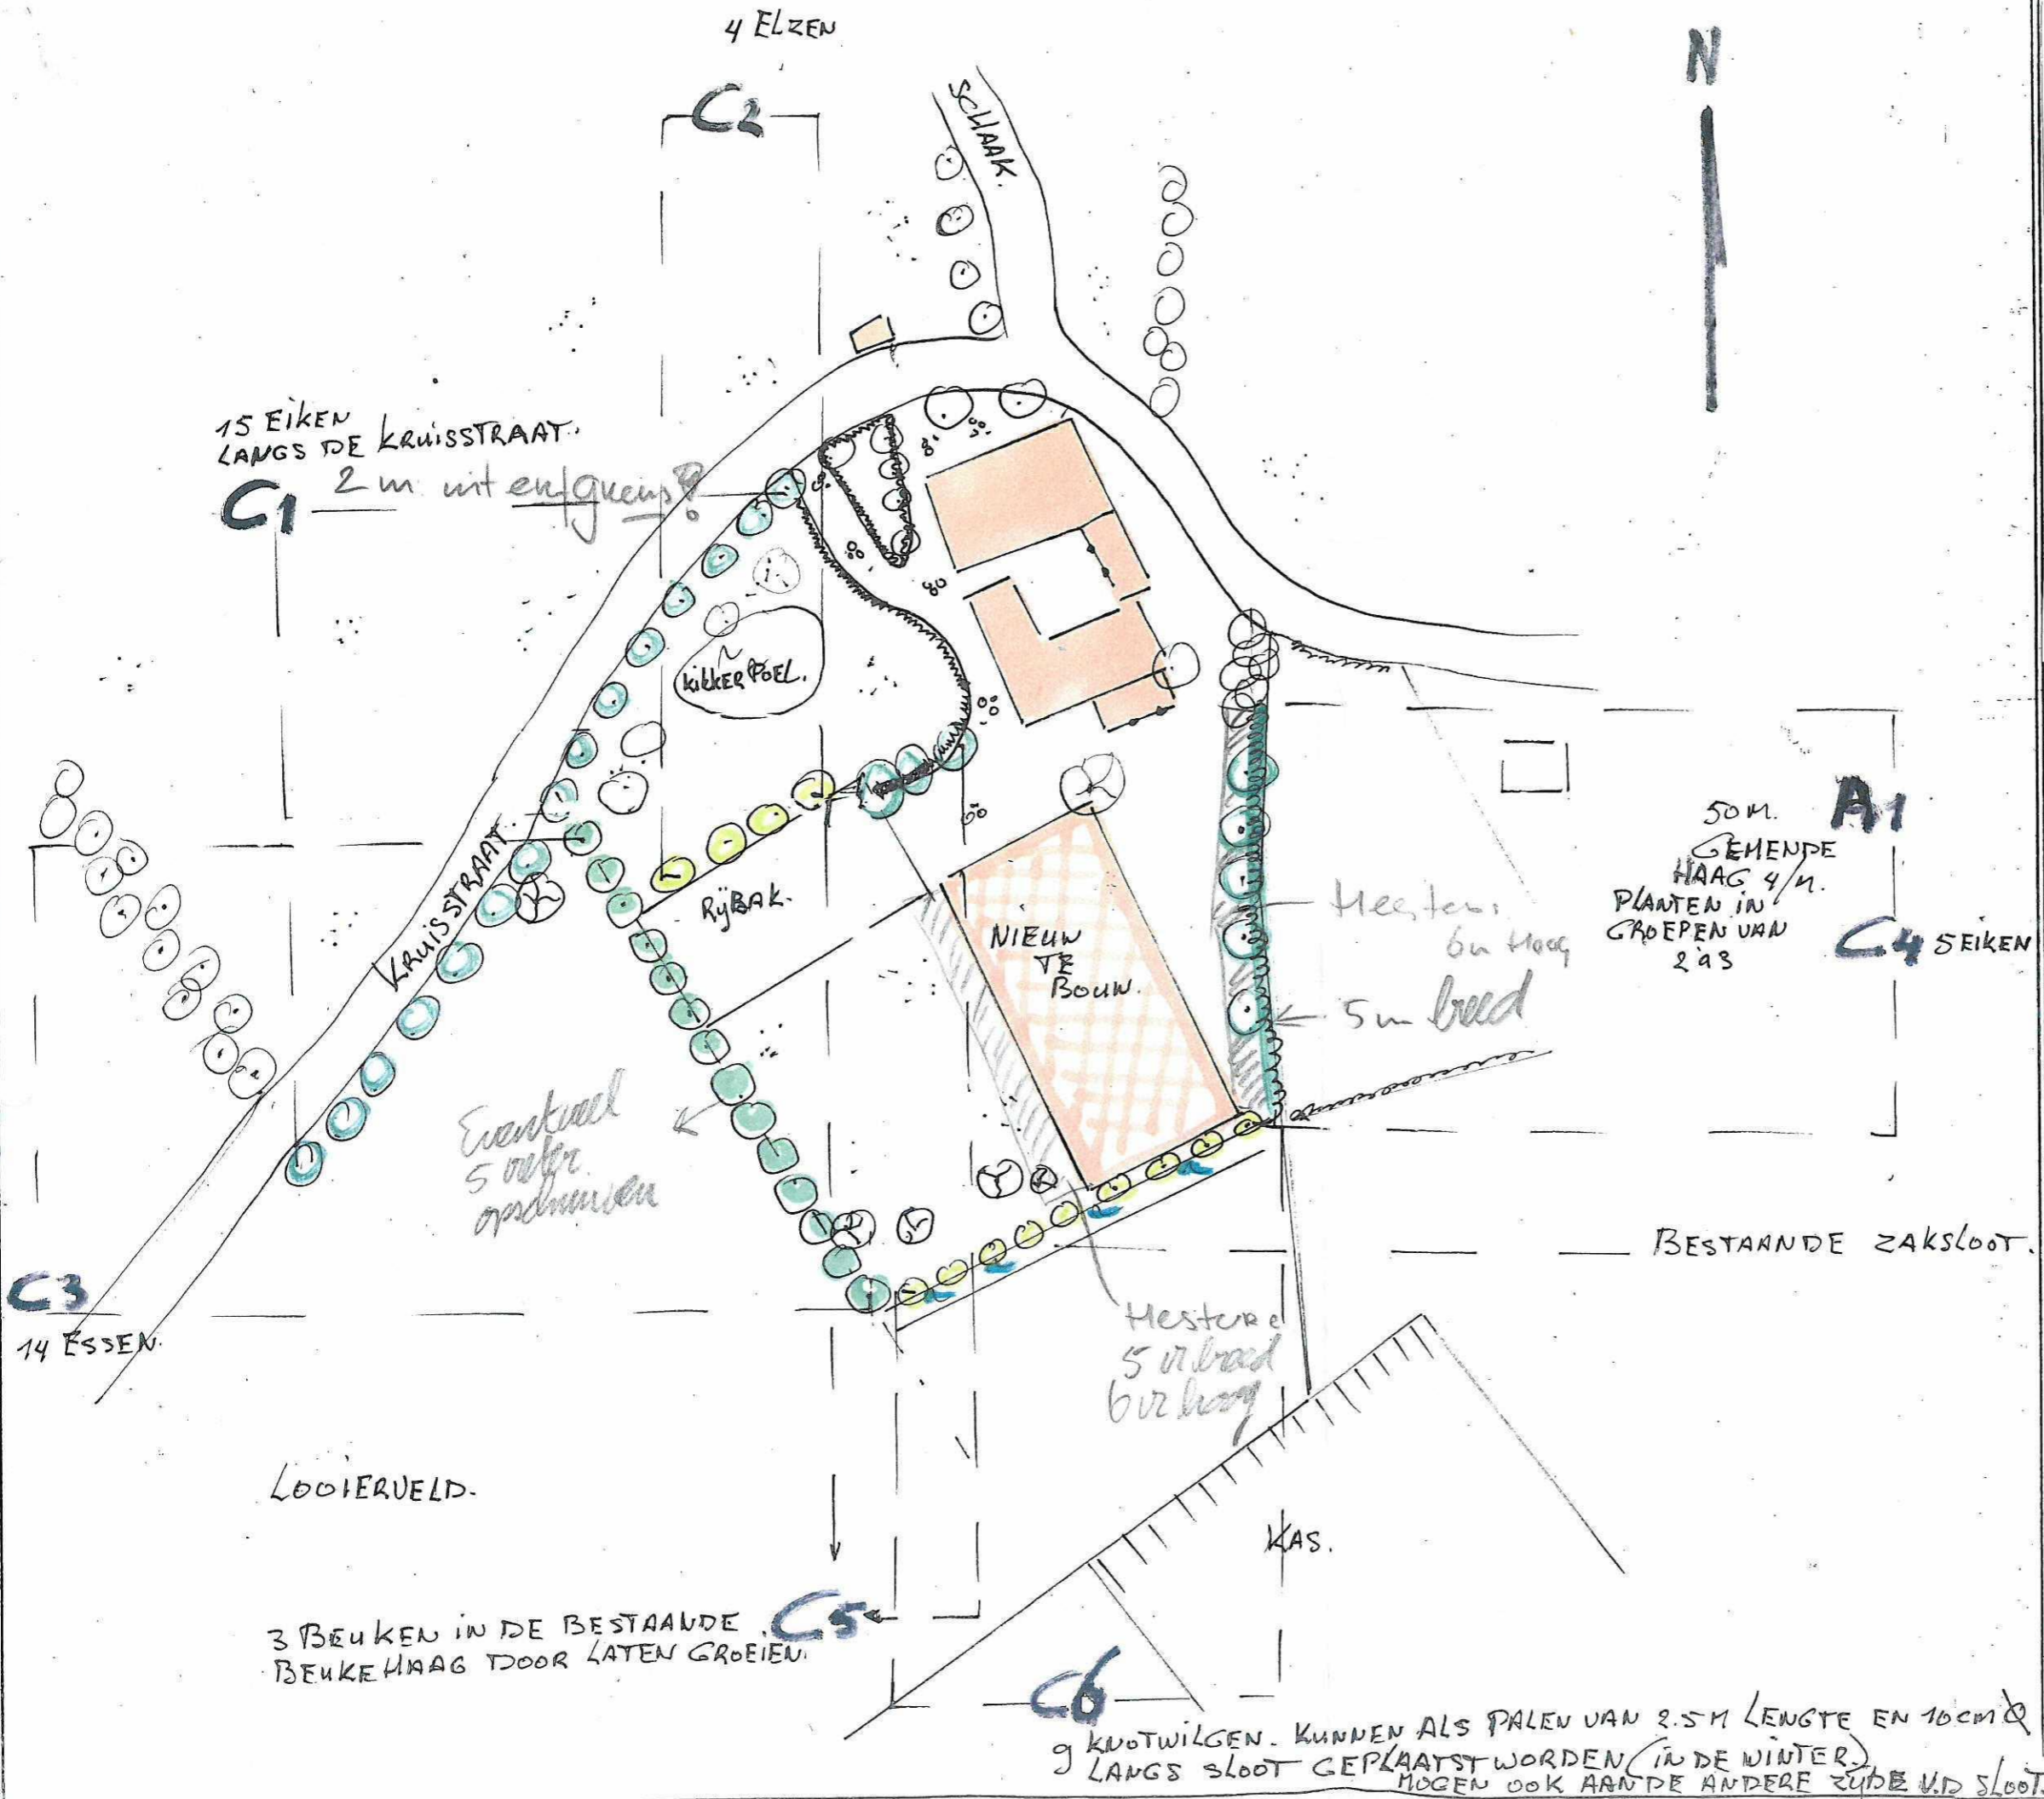 4 ELZEN
N
C2
SCHAAK.
15 EIKEN
LANGS DE KRUISSTRAAT.
C1 2 m uit erfgrens?
KIKKERPOEL.
KRUISSTRAAT.
RIJBAK.
NIEUW
TE
BOUW.
Heesters
6m Hoog
5m breed
50 M.
GEMENDE
HAAG 4/M.
PLANTEN IN
GROEPEN VAN
2 à 3
A1
C4 5 EIKEN
Eventueel
5 meter
opschuiven
BESTAANDE ZAKSLOOT.
C3
14 ESSEN.
5 m breed
6 m hoog
LOOIERVELD.
KAS.
3 BEUKEN IN DE BESTAANDE
BEUKEHAAG DOOR LATEN GROEIEN.
C5
C6
9 KNOTWILGEN. KUNNEN ALS PALEN VAN 2.5 M LENGTE EN 10 cm Ø
LANGS SLOOT GEPLAATST WORDEN (IN DE WINTER)
MOGEN OOK AAN DE ANDERE ZIJDE V.D SLOOT.